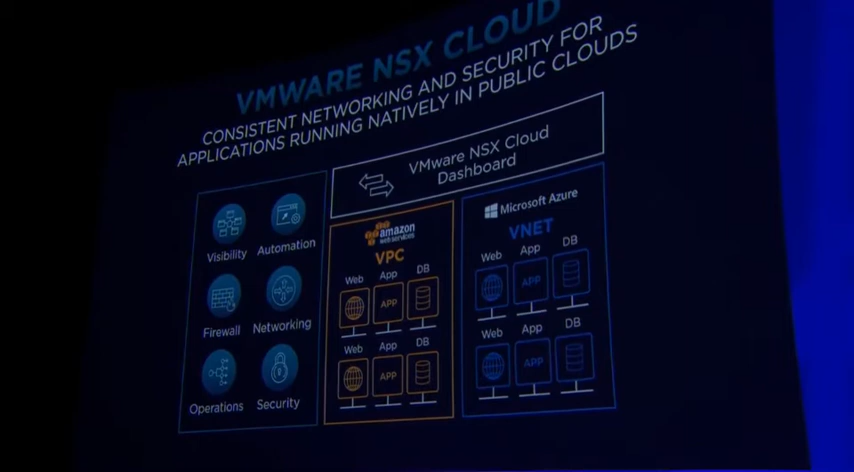 VMWARE NSX CLOUD
CONSISTENT NETWORKING AND SECURITY FOR
APPLICATIONS RUNNING NATIVELY IN PUBLIC CLOUDS
VMware NSX Cloud
Dashboard
Visibility
Automation
Firewall
Networking
Operations
Security
amazon
web services
VPC
Web
App
DB
APP
Web
App
DB
APP
Microsoft Azure
VNET
Web
App
DB
APP
Web
App
DB
APP